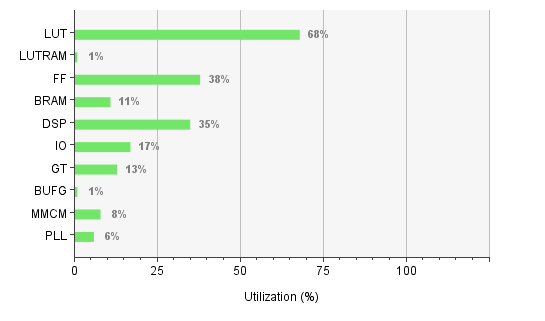 LUT 68%
LUTRAM 1%
FF 38%
BRAM 11%
DSP 35%
IO 17%
GT 13%
BUFG 1%
MMCM 8%
PLL 6%
0 25 50 75 100
Utilization (%)